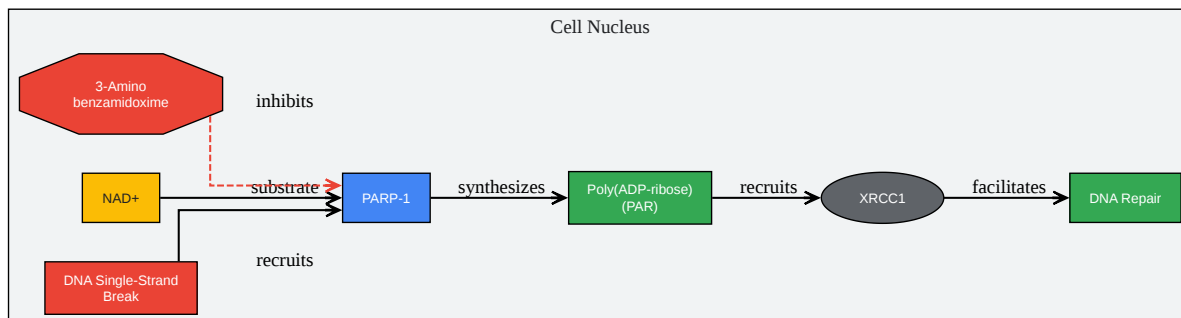 Cell Nucleus
3-Amino
benzamidoxime
inhibits
NAD+
substrate
PARP-1
synthesizes
Poly(ADP-ribose)
(PAR)
recruits
XRCC1
facilitates
DNA Repair
DNA Single-Strand
Break
recruits